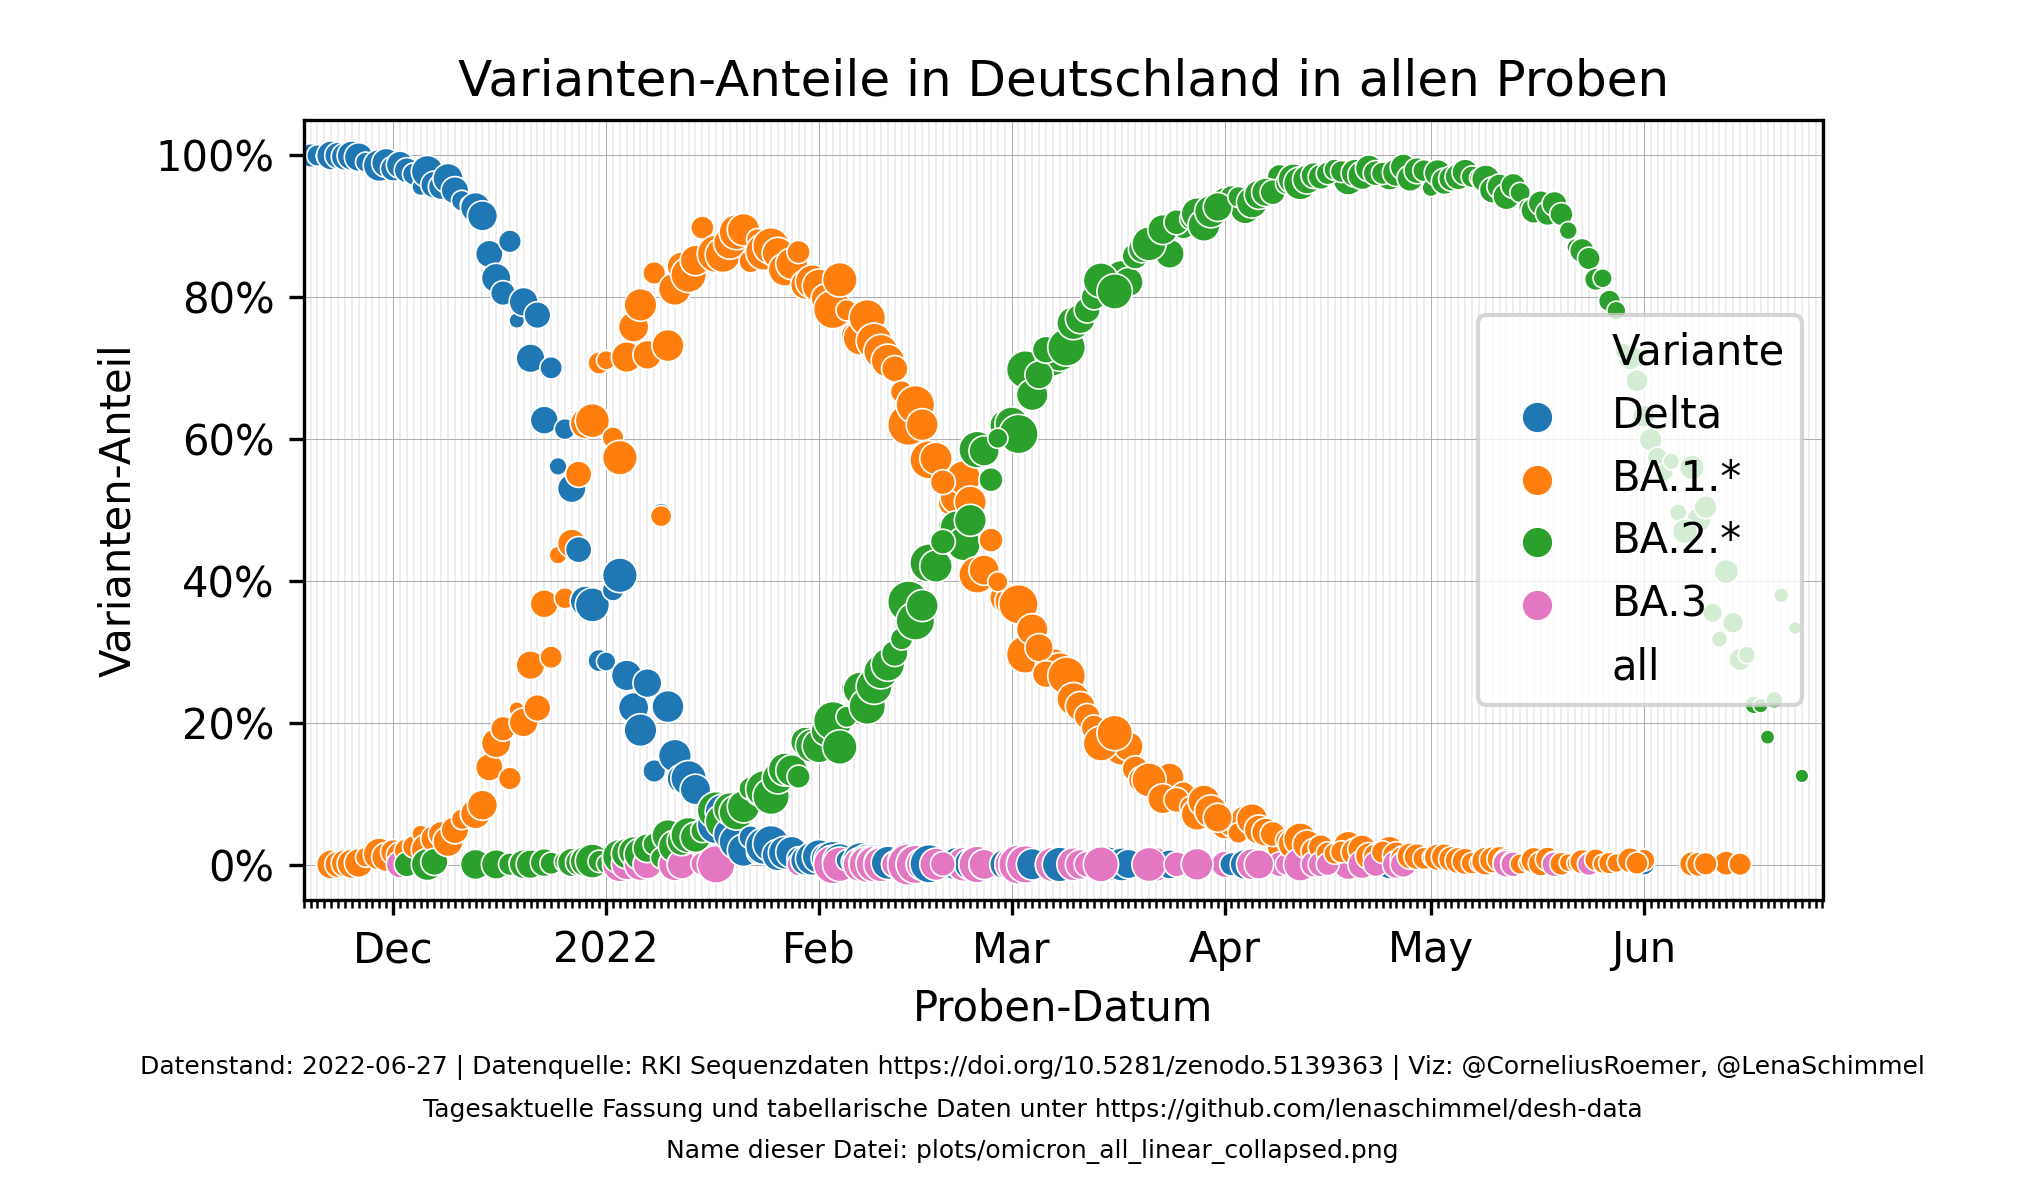 Varianten-Anteile in Deutschland in allen Proben
Varianten-Anteil
100%
80%
60%
40%
20%
0%
Variante
Delta
BA.1.*
BA.2.*
BA.3
all
Dec
2022
Feb
Mar
Apr
May
Jun
Proben-Datum
Datenstand: 2022-06-27 | Datenquelle: RKI Sequenzdaten https://doi.org/10.5281/zenodo.5139363 | Viz: @CorneliusRoemer, @LenaSchimmel
Tagesaktuelle Fassung und tabellarische Daten unter https://github.com/lenaschimmel/desh-data
Name dieser Datei: plots/omicron_all_linear_collapsed.png